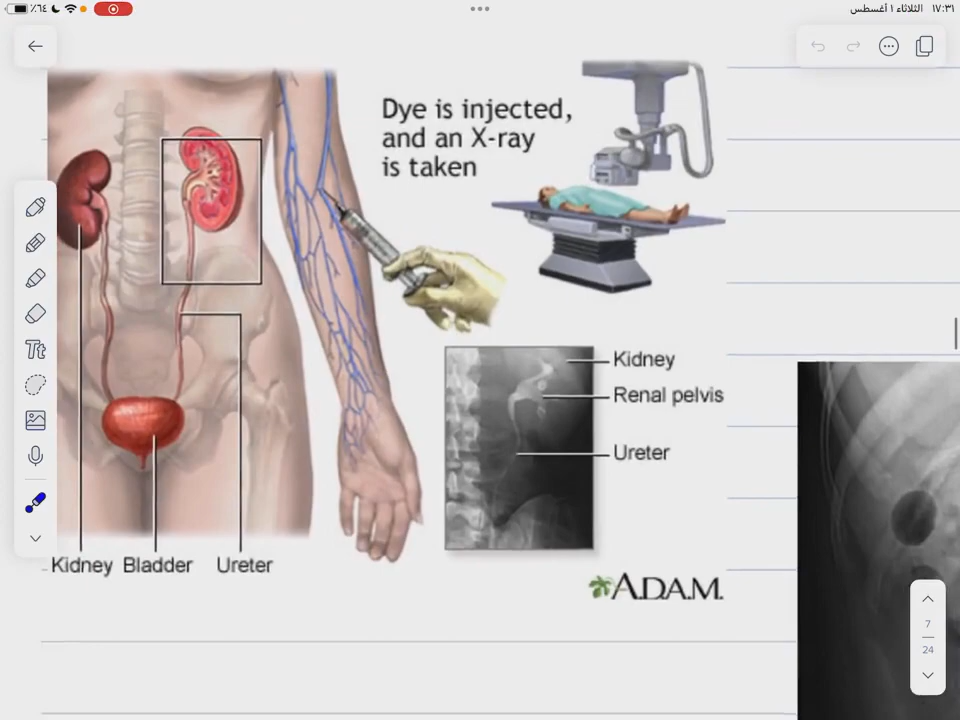 ٪٦٤
١٧:٣١ الثلاثاء ١ أغسطس
Dye is injected,
and an X-ray
is taken
Kidney
Renal pelvis
Ureter
Kidney Bladder Ureter
A.D.A.M.
Tt
7
24